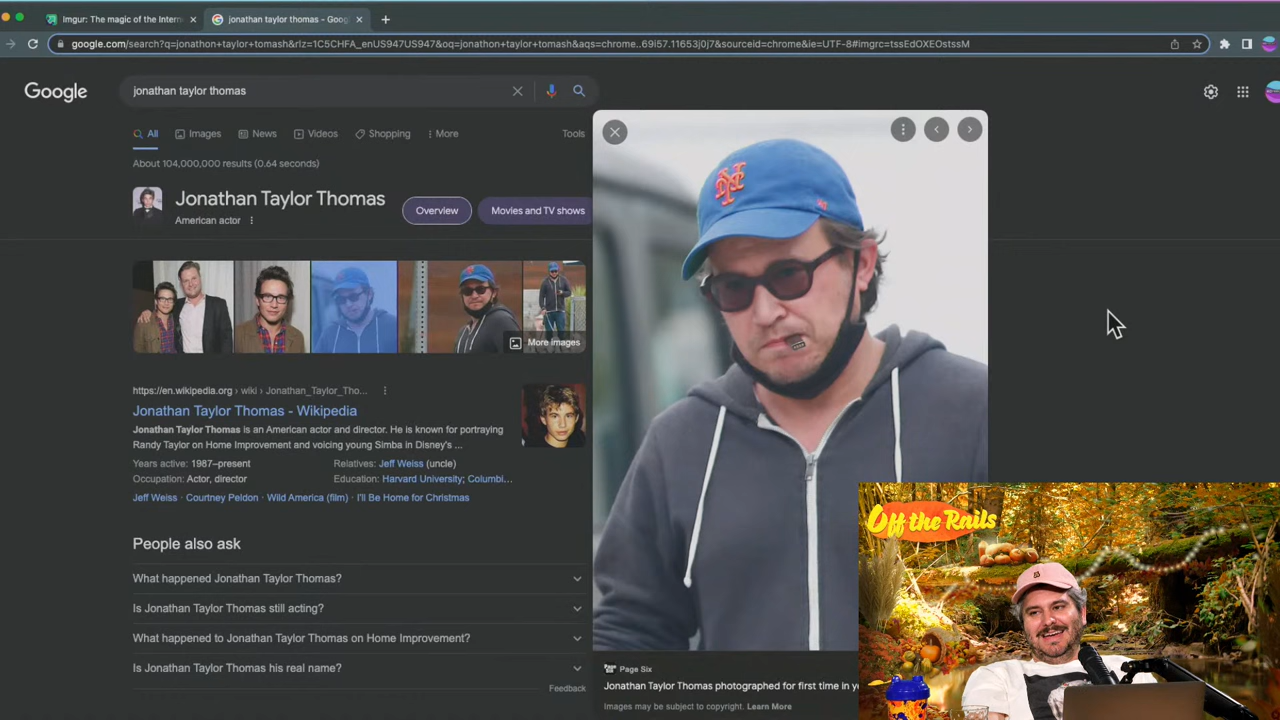 Imgur: The magic of the Intern
jonathan taylor thomas - Goog
google.com/search?q=jonathon+taylor+tomash&rlz=1C5CHFA_enUS947US947&oq=jonathon+taylor+tomash&aqs=chrome..69i57.11653j0j7&sourceid=chrome&ie=UTF-8#imgrc=tssEdOXEOstssM
Google
jonathan taylor thomas
All Images News Videos Shopping More Tools
About 104,000,000 results (0.64 seconds)
Jonathan Taylor Thomas
American actor
Overview
Movies and TV shows
More images
https://en.wikipedia.org › wiki › Jonathan_Taylor_Tho...
Jonathan Taylor Thomas - Wikipedia
Jonathan Taylor Thomas is an American actor and director. He is known for portraying
Randy Taylor on Home Improvement and voicing young Simba in Disney's ...
Years active: 1987–present Relatives: Jeff Weiss (uncle)
Occupation: Actor, director Education: Harvard University; Columbi...
Jeff Weiss · Courtney Peldon · Wild America (film) · I'll Be Home for Christmas
People also ask
What happened Jonathan Taylor Thomas?
Is Jonathan Taylor Thomas still acting?
What happened to Jonathan Taylor Thomas on Home Improvement?
Is Jonathan Taylor Thomas his real name?
Feedback
NY
Page Six
Jonathan Taylor Thomas photographed for first time in ye
Images may be subject to copyright. Learn More
Off the Rails